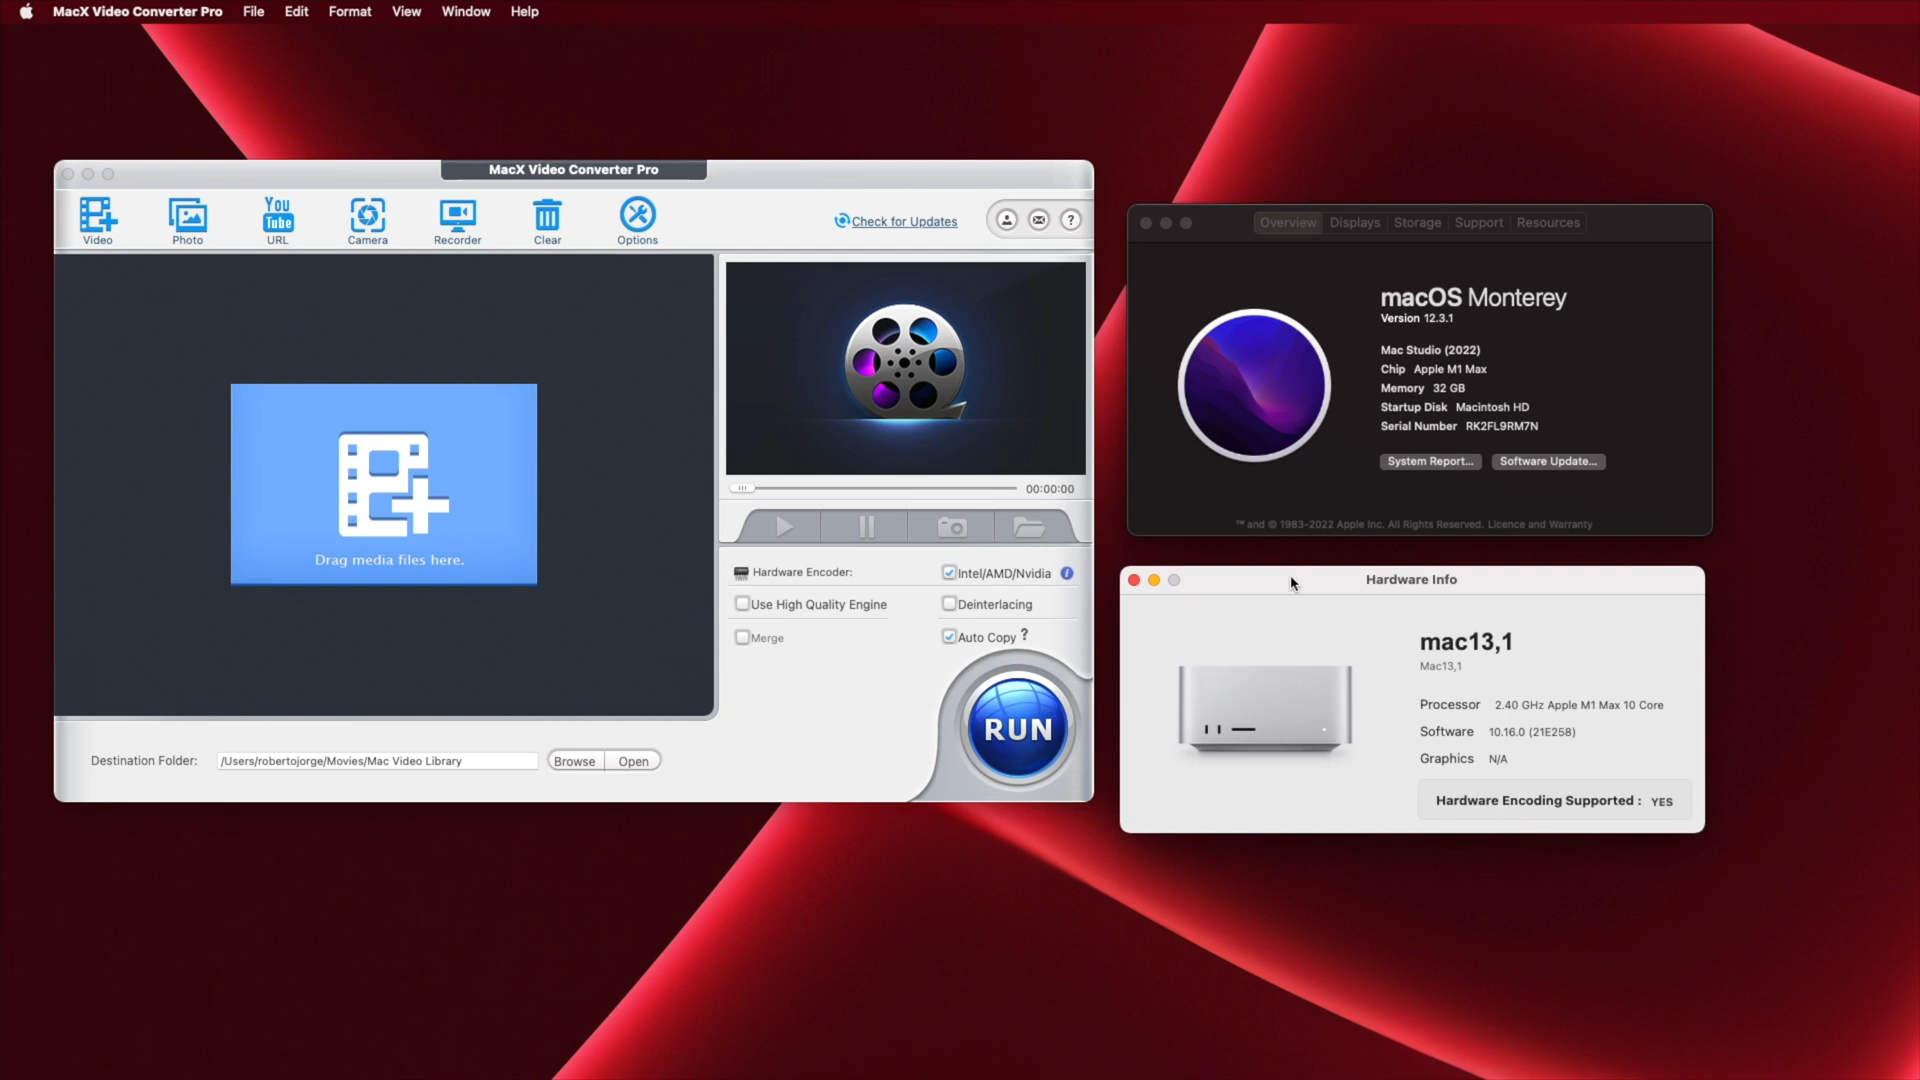 MacX Video Converter Pro File Edit Format View Window Help
MacX Video Converter Pro
You
Tube
Video Photo URL Camera Recorder Clear Options
Check for Updates
?
Drag media files here.
00:00:00
Hardware Encoder: Intel/AMD/Nvidia i
Use High Quality Engine Deinterlacing
Merge Auto Copy ?
RUN
Destination Folder: /Users/robertojorge/Movies/Mac Video Library Browse Open
Overview Displays Storage Support Resources
macOS Monterey
Version 12.3.1
Mac Studio (2022)
Chip Apple M1 Max
Memory 32 GB
Startup Disk Macintosh HD
Serial Number RK2FL9RM7N
System Report... Software Update...
™ and © 1983-2022 Apple Inc. All Rights Reserved. Licence and Warranty
Hardware Info
mac13,1
Mac13,1
Processor 2.40 GHz Apple M1 Max 10 Core
Software 10.16.0 (21E258)
Graphics N/A
Hardware Encoding Supported : YES